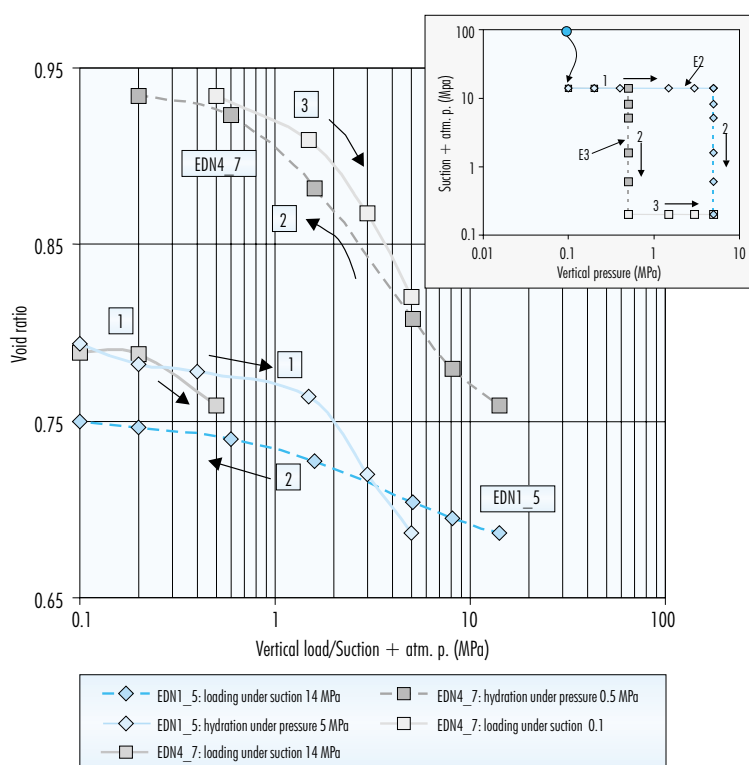 100
10
1
0.1
0.01
0.1
1
10
Suction + atm. p. (Mpa)
Vertical pressure (MPa)
1
E2
2
E3
2
3
0.95
0.85
0.75
0.65
0.1
1
10
100
Void ratio
Vertical load/Suction + atm. p. (MPa)
3
EDN4_7
2
1
1
2
EDN1_5
EDN1_5: loading under suction 14 MPa
EDN4_7: hydration under pressure 0.5 MPa
EDN1_5: hydration under pressure 5 MPa
EDN4_7: loading under suction 0.1
EDN4_7: loading under suction 14 MPa